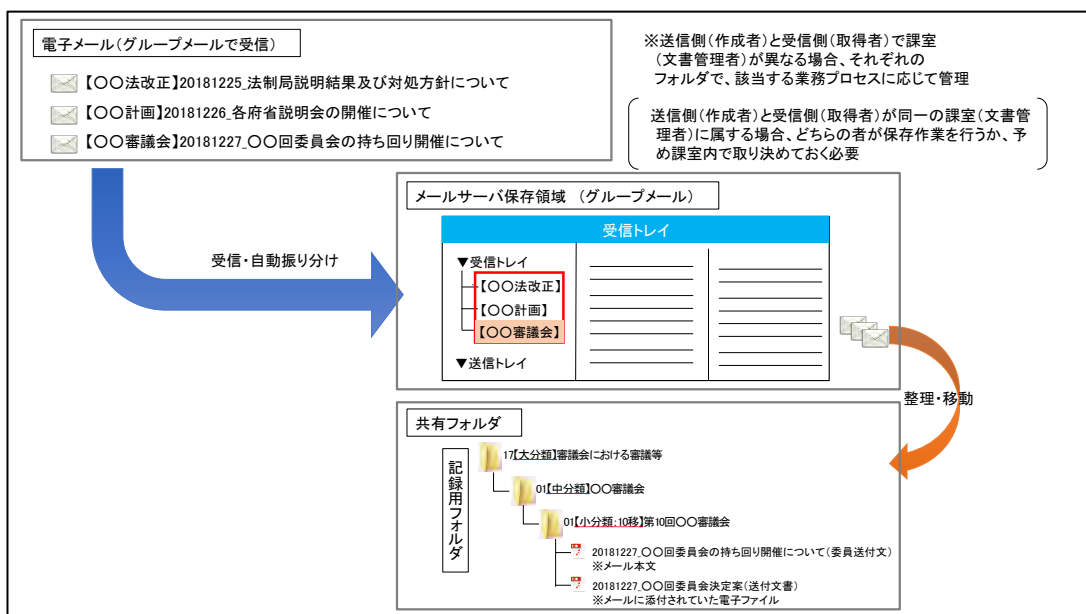 電子メール(グループメールで受信)
【〇〇法改正】20181225_法制局説明結果及び対処方針について
【〇〇計画】20181226_各府省説明会の開催について
【〇〇審議会】20181227_〇〇回委員会の持ち回り開催について
※送信側(作成者)と受信側(取得者)で課室
(文書管理者)が異なる場合、それぞれの
フォルダで、該当する業務プロセスに応じて管理
送信側(作成者)と受信側(取得者)が同一の課室(文書管
理者)に属する場合、どちらの者が保存作業を行うか、予
め課室内で取り決めておく必要
受信・自動振り分け
メールサーバ保存領域 (グループメール)
受信トレイ
▼受信トレイ
【〇〇法改正】
【〇〇計画】
【〇〇審議会】
▼送信トレイ
整理・移動
共有フォルダ
記録用フォルダ
17【大分類】審議会における審議等
01【中分類】〇〇審議会
01【小分類:10移】第10回〇〇審議会
20181227_〇〇回委員会の持ち回り開催について(委員送付文)
※メール本文
20181227_〇〇回委員会決定案(送付文書)
※メールに添付されていた電子ファイル